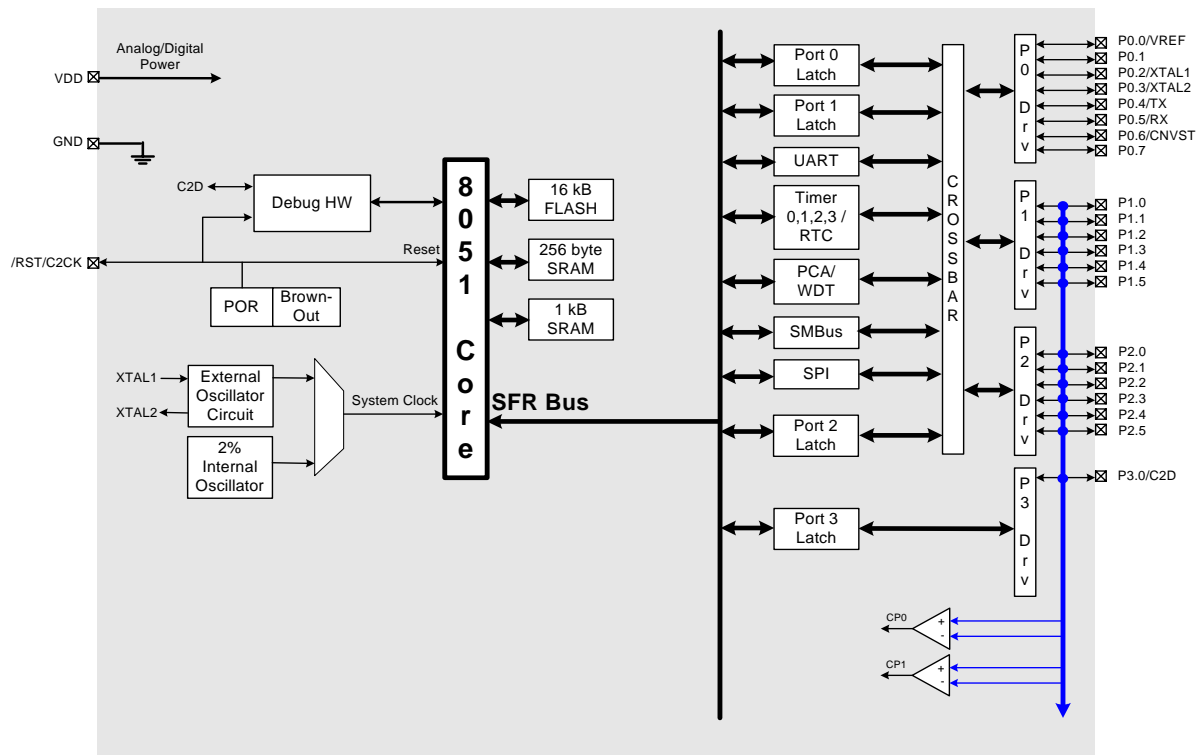 Analog/Digital
Power
VDD
GND
C2D
Debug HW
/RST/C2CK
Reset
POR
Brown-
Out
XTAL1
XTAL2
External
Oscillator
Circuit
2%
Internal
Oscillator
System Clock
8
0
5
1
C
o
r
e
16 kB
FLASH
256 byte
SRAM
1 kB
SRAM
SFR Bus
Port 0
Latch
Port 1
Latch
UART
Timer
0,1,2,3 /
RTC
PCA/
WDT
SMBus
SPI
Port 2
Latch
Port 3
Latch
C
R
O
S
S
B
A
R
P
0
D
r
v
P
1
D
r
v
P
2
D
r
v
P
3
D
r
v
P0.0/VREF
P0.1
P0.2/XTAL1
P0.3/XTAL2
P0.4/TX
P0.5/RX
P0.6/CNVST
P0.7
P1.0
P1.1
P1.2
P1.3
P1.4
P1.5
P2.0
P2.1
P2.2
P2.3
P2.4
P2.5
P3.0/C2D
CP0
+
-
CP1
+
-